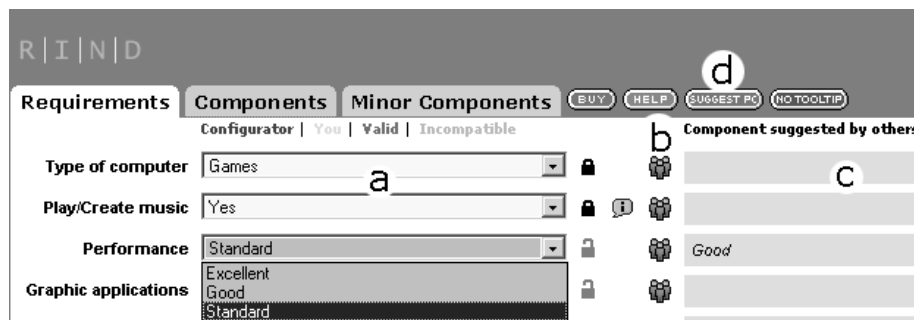 R|I|N|D
d
Requirements Components Minor Components BUY HELP SUGGEST PC NO TOOLTIP
Configurator | You | Valid | Incompatible b Component suggested by others
Type of computer Games a c
Play/Create music Yes i
Performance Standard Good
Excellent
Graphic applications Good
Standard